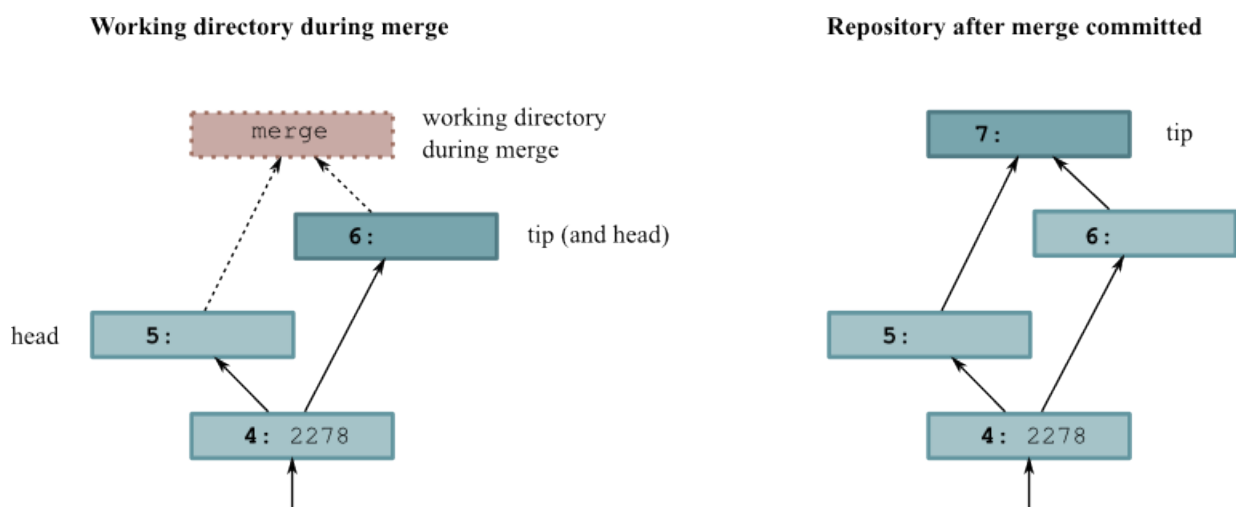 Working directory during merge
merge
working directory
during merge
6:
tip (and head)
head
5:
4: 2278
Repository after merge committed
7:
tip
6:
5:
4: 2278